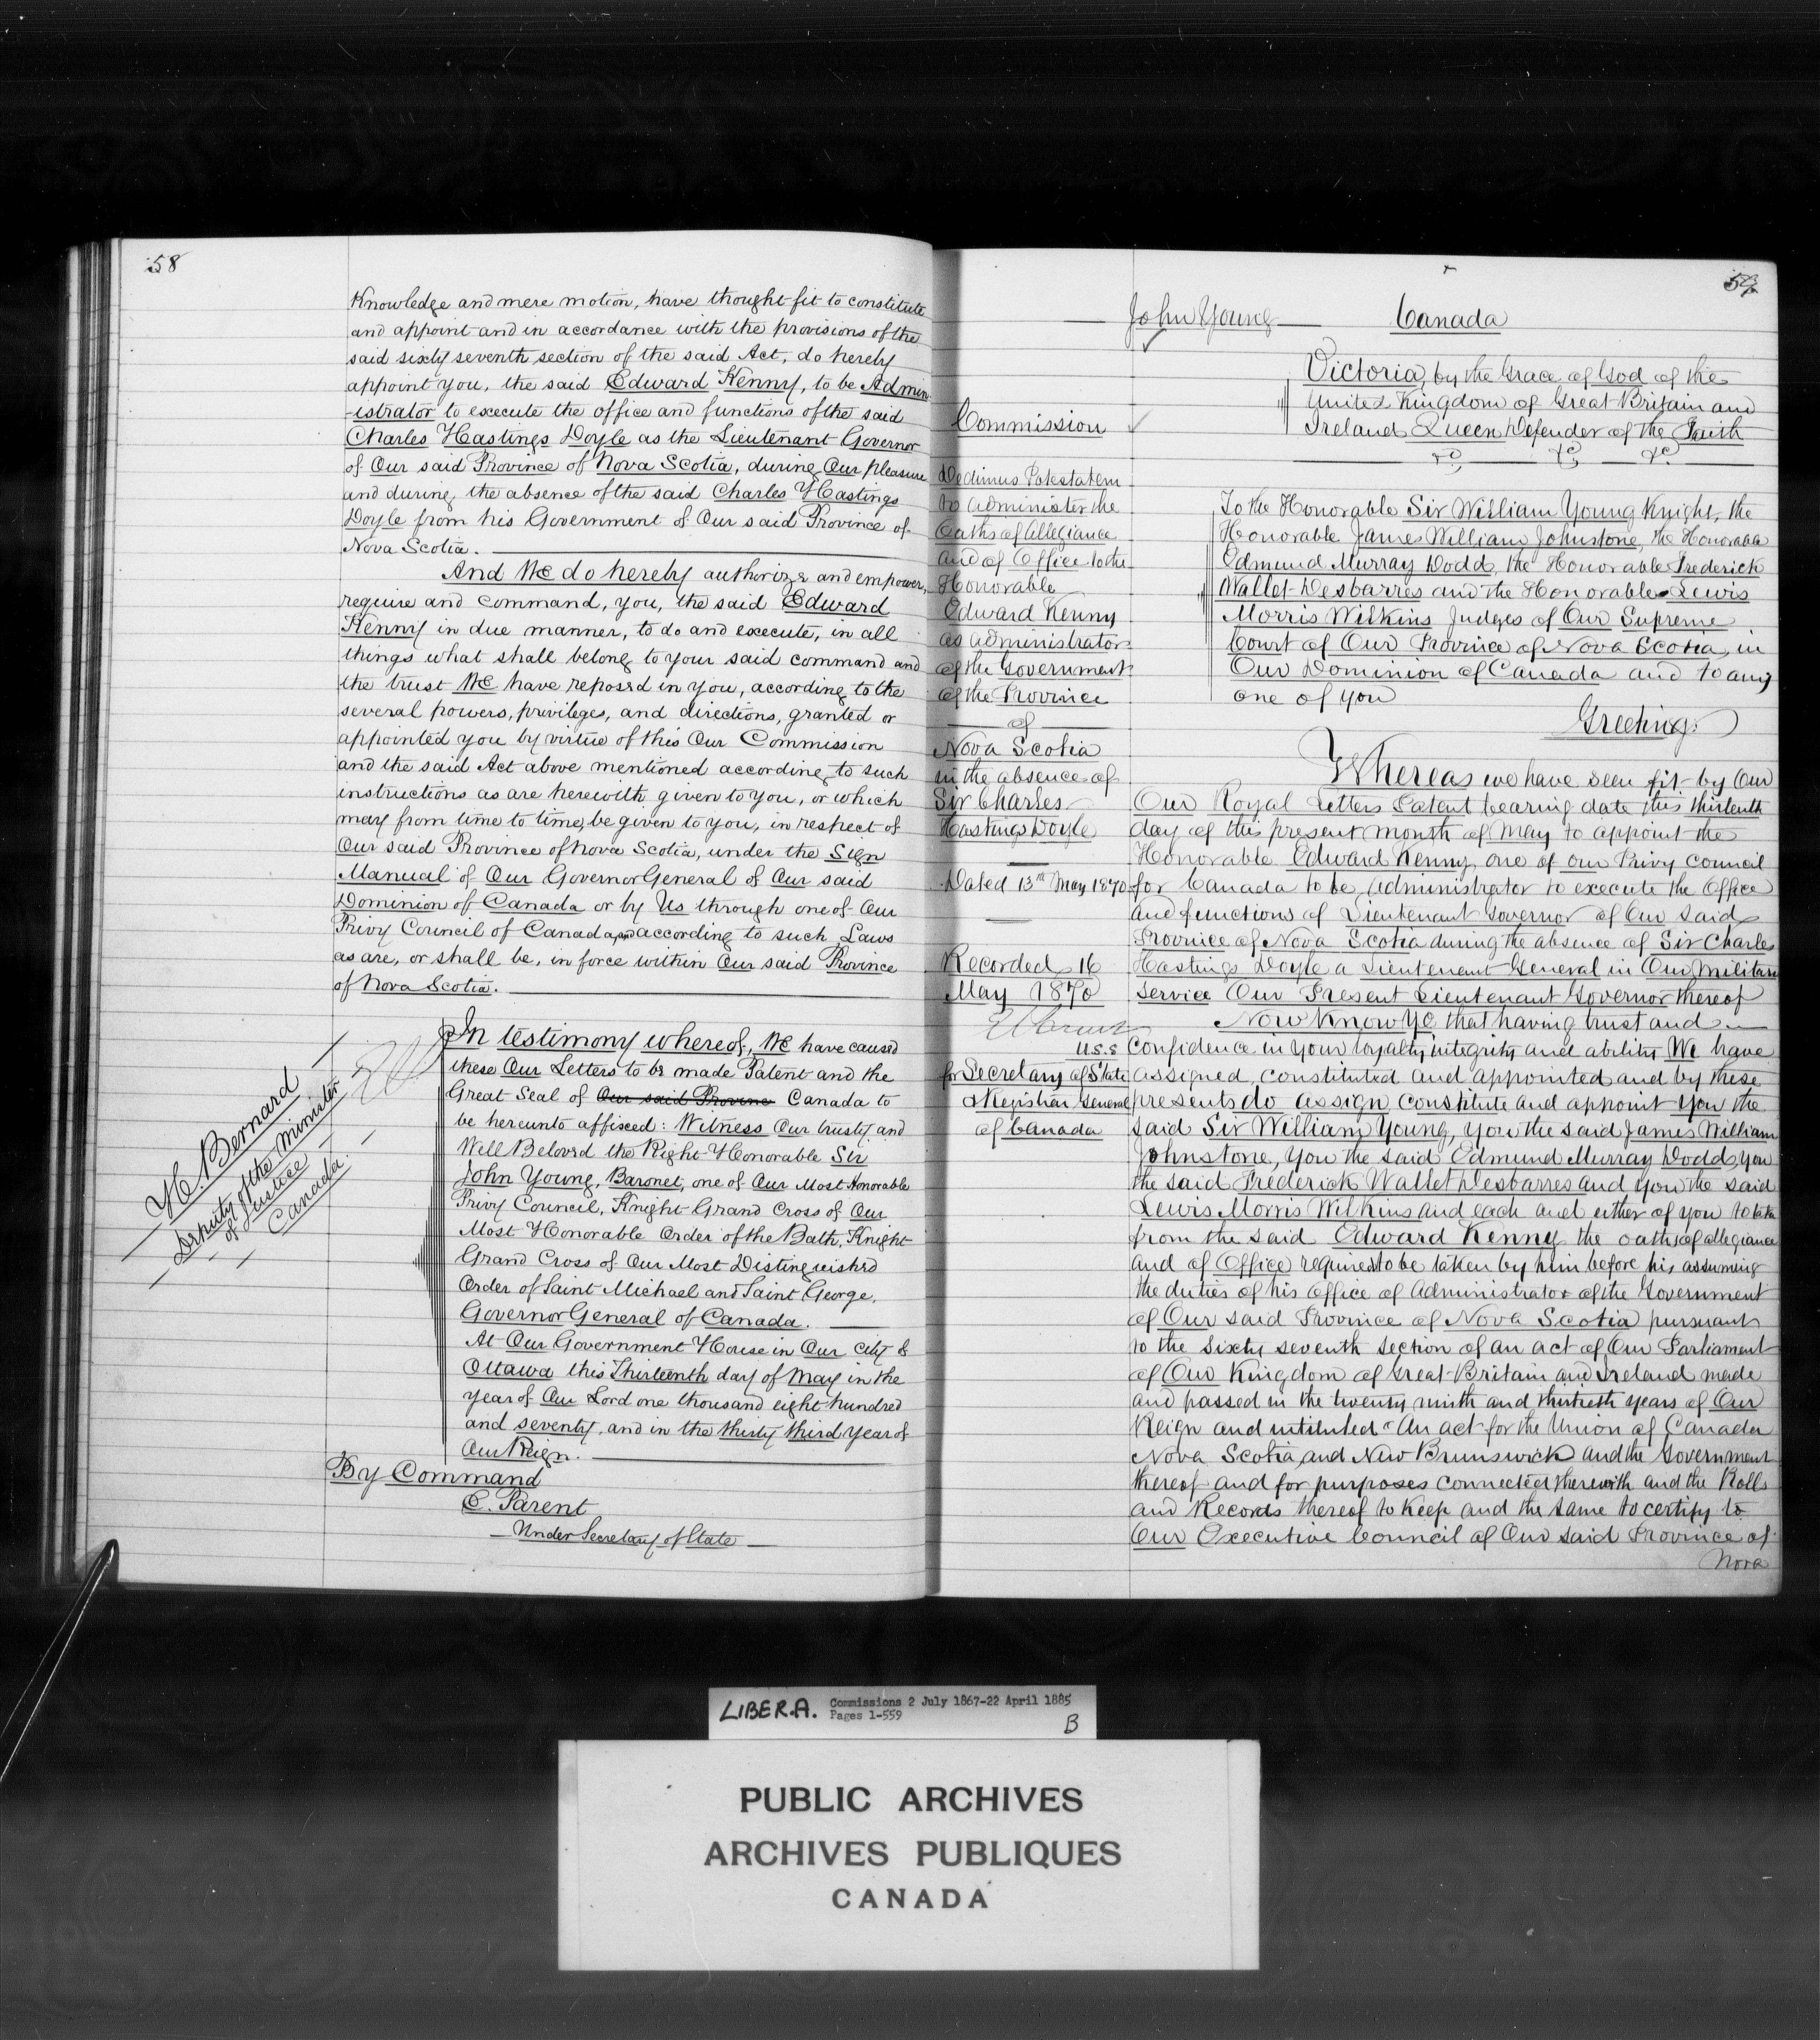 58
Knowledge and mere motion, have thought fit to constitute
and appoint and in accordance with the provisions of the
said sixty seventh section of the said Act, do hereby
appoint you, the said Edward Kenny, to be Admin
-istrator to execute the office and functions of the said
Charles Hastings Doyle as the Lieutenant Governor
of Our said Province of Nova Scotia, during Our pleasure
and during the absence of the said Charles Hastings
Doyle from his Government of Our said Province of
Nova Scotia.
And We do hereby authorize and empower,
require and command, you, the said Edward
Kenny in due manner, to do and execute, in all
things what shall belong to your said command and
the trust We have reposed in you, according to the
several powers, privileges, and directions, granted or
appointed you by virtue of this Our Commission
and the said Act above mentioned according to such
instructions as are herewith given to you, or which
may from time to time, be given to you, in respect of
Our said Province of Nova Scotia, under the Sign
Manual of Our Governor General of Our said
Dominion of Canada or by Us through one of Our
Privy Council of Canada and according to such Laws
as are, or shall be, in force within Our said Province
of Nova Scotia.
In testimony whereof, We have caused
these Our Letters to be made Patent and the
Great Seal of Our said Province Canada to
be hereunto affixed: Witness Our trusty and
Well Beloved the Right Honorable Sir
John Young, Baronet, one of Our Most Honorable
Privy Council, Knight Grand Cross of Our
Most Honorable Order of the Bath, Knight
Grand Cross of Our Most Distinguished
Order of Saint Michael and Saint George.
Governor General of Canada.
At Our Government House in Our City of
Ottawa this Thirteenth day of May in the
year of Our Lord one thousand eight hundred
and seventy, and in the thirty third year of
Our Reign.
By Command
E. Parent
Under Secretary of State
H. Bernard
Deputy of the Minister
of Justice
Canada.
59
John Young
Canada
Victoria, by the Grace of God of the
United Kingdom of Great Britain and
Ireland Queen Defender of the Faith
&c &c &c
Commission
Dedimus Potestatem
to Administer the
Oaths of Allegiance
and of Office to the
Honorable
Edward Kenny
as Administrator
of the Government
of the Province
of
Nova Scotia
in the absence of
Sir Charles
Hastings Doyle
Dated 13th May 1870
Recorded 16
May 1870
U.S.S
for Secretary of State
& Registrar General
of Canada
To the Honorable Sir William Young Knight, the
Honorable James William Johnstone, the Honorable
Edmund Murray Dodd, the Honorable Frederick
Wallet Desbarres and the Honorable Lewis
Morris Wilkins Judges of Our Supreme
Court of Our Province of Nova Scotia, in
Our Dominion of Canada and to any
one of you
Greeting:
Whereas we have seen fit by Our
Our Royal Letters Patent bearing date this thirteenth
day of this present month of May to appoint the
Honorable Edward Kenny one of our Privy Council
for Canada to be Administrator to execute the Office
and functions of Lieutenant Governor of Our said
Province of Nova Scotia during the absence of Sir Charles
Hastings Doyle a Lieutenant General in Our Military
Service Our Present Lieutenant Governor thereof
Now Know Ye that having trust and
Confidence in your loyalty integrity and ability We have
assigned, constituted and appointed and by these
presents do assign constitute and appoint You the
said Sir William Young, you the said James William
Johnstone, you the said Edmund Murray Dodd, you
the said Frederick Wallet Desbarres and you the said
Lewis Morris Wilkins and each and either of you to take
from the said Edward Kenny the oaths of allegiance
and of Office required to be taken by him before his assuming
the duties of his Office of Administrator of the Government
of Our said Province of Nova Scotia pursuant
to the Sixty seventh section of an act of Our Parliament
of Our Kingdom of Great Britain and Ireland made
and passed in the twenty ninth and thirtieth years of Our
Reign and intituled "An act for the Union of Canada
Nova Scotia and New Brunswick and the Government
thereof and for purposes connected therewith and the Rolls
and Records thereof to Keep and the same to certify to
Our Executive Council of Our said Province of
Nova
LIBER.A. Commissions 2 July 1867-22 April 1885
Pages 1-559
B
PUBLIC ARCHIVES
ARCHIVES PUBLIQUES
CANADA